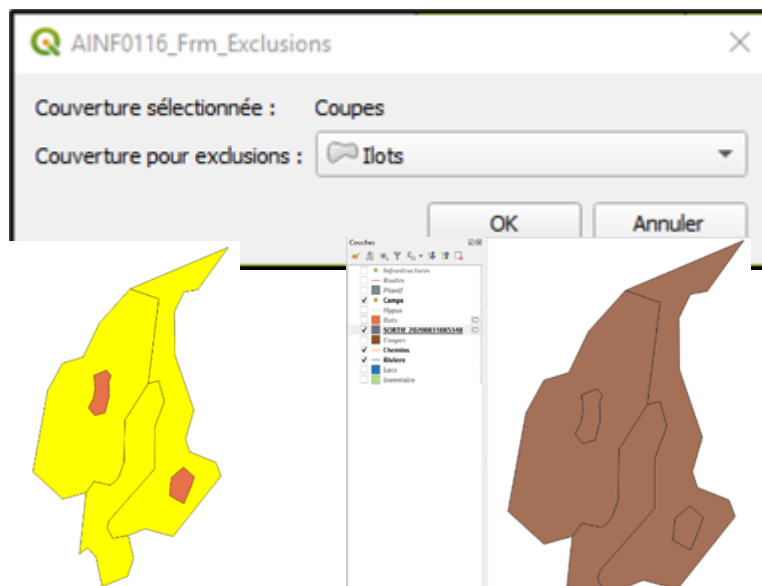 AINF0116_Frm_Exclusions
Couverture sélectionnée : Coupes
Couverture pour exclusions : Ilots
OK Annuler
Couches
Infrastructures
Routes
Planif
Camps
Hypso
Ilots
SORTIE_20200831085548
Coupes
Chemins
Riviere
Lacs
Inventaire